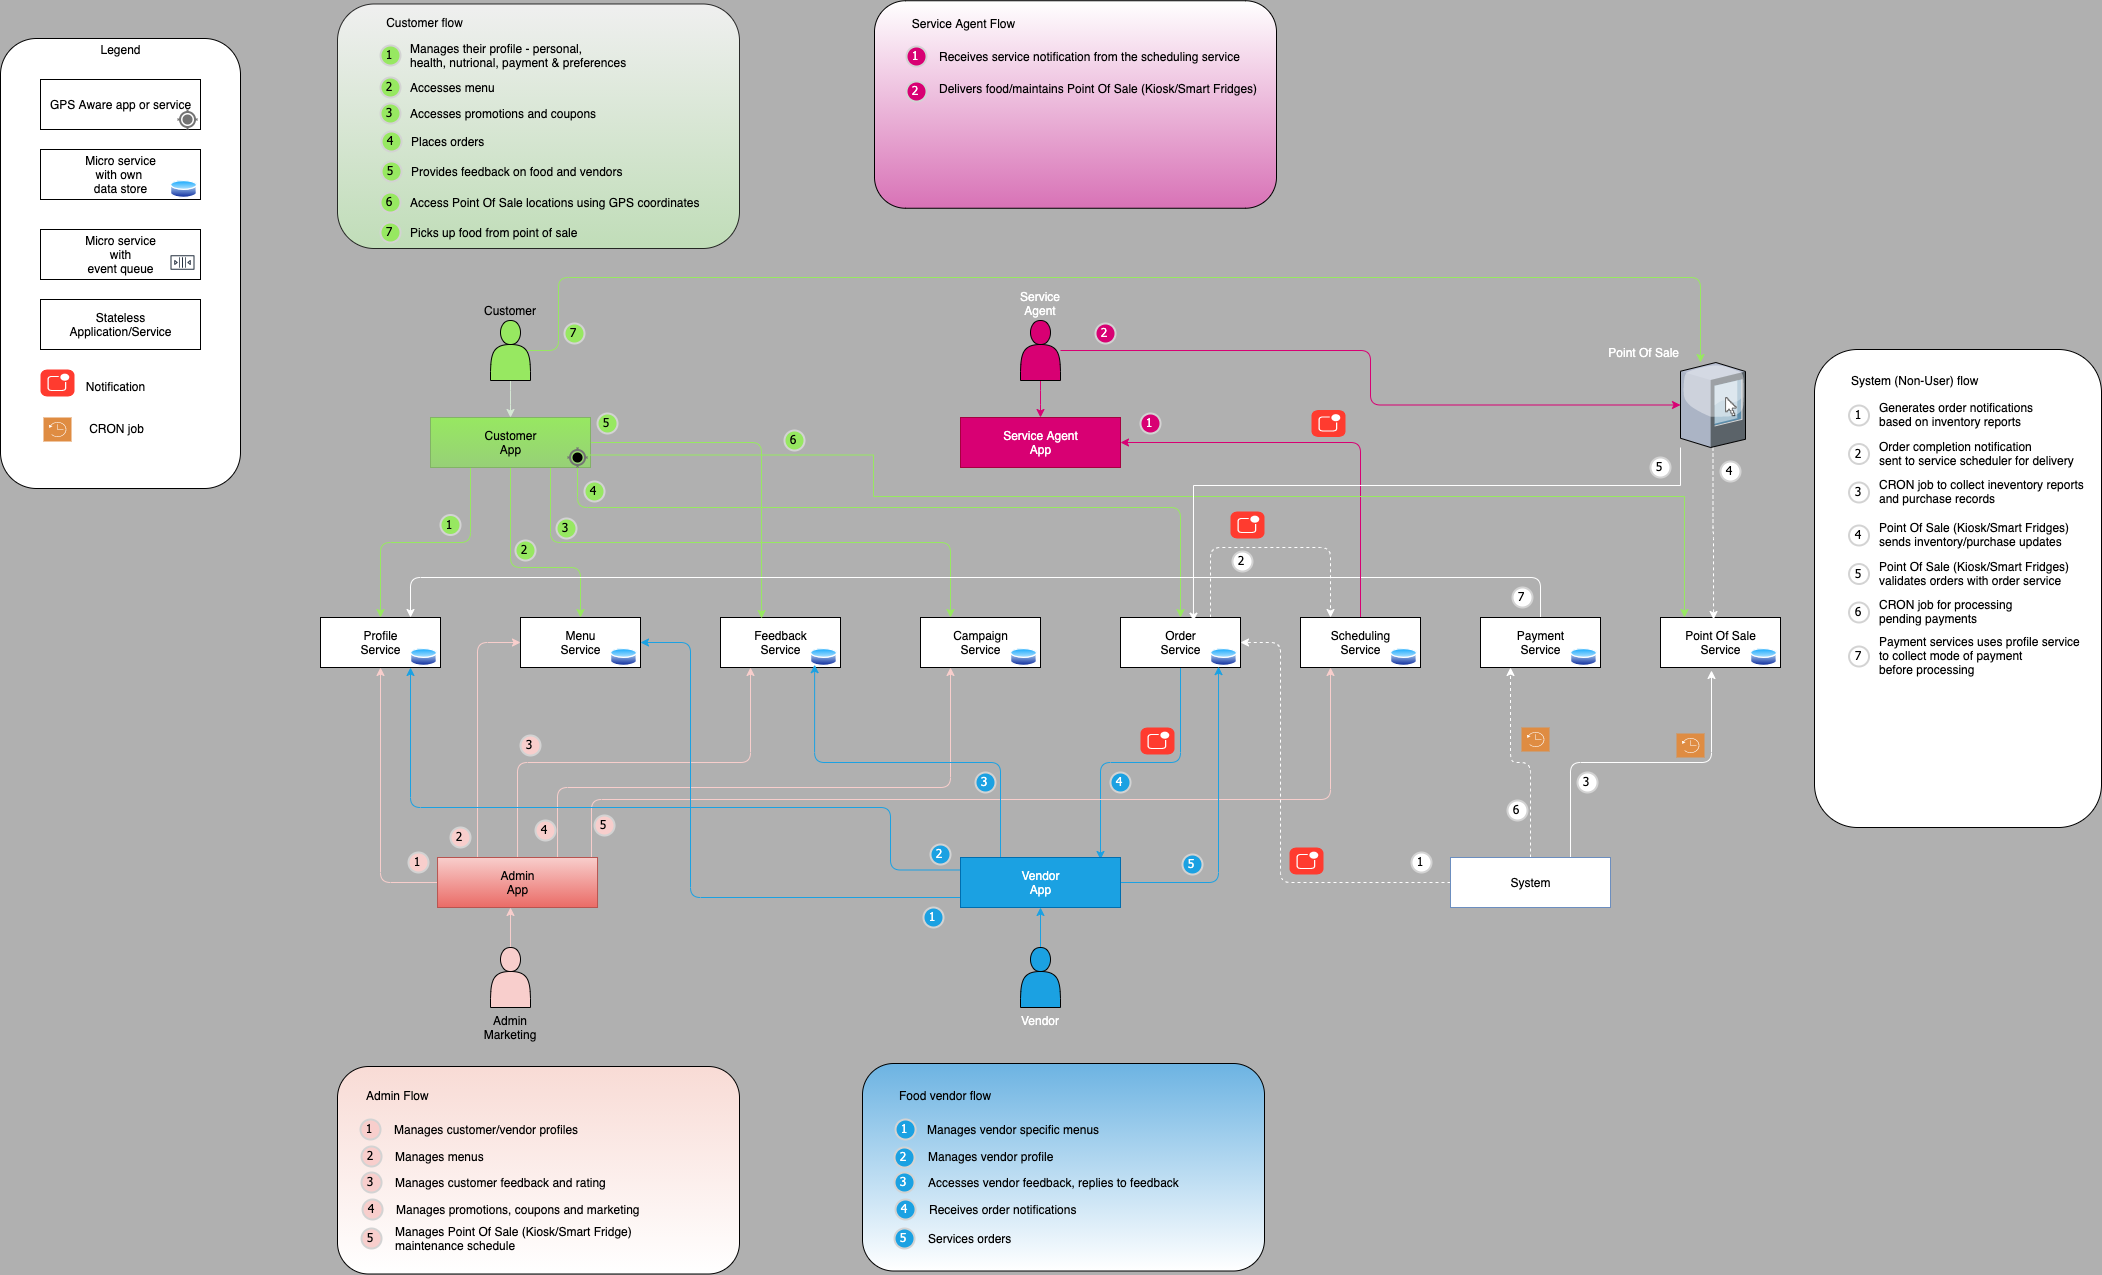 Legend
GPS Aware app or service
Micro service
with own
data store
Micro service
with
event queue
Stateless
Application/Service
Notification
CRON job
Customer flow
1 Manages their profile - personal,
health, nutrional, payment & preferences
2 Accesses menu
3 Accesses promotions and coupons
4 Places orders
5 Provides feedback on food and vendors
6 Access Point Of Sale locations using GPS coordinates
7 Picks up food from point of sale
Service Agent Flow
1 Receives service notification from the scheduling service
2 Delivers food/maintains Point Of Sale (Kiosk/Smart Fridges)
Customer
7
Service
Agent
2
Point Of Sale
Customer
App
5
6
4
1
2
3
Service Agent
App
1
5
4
2
7
Profile
Service
Menu
Service
Feedback
Service
Campaign
Service
Order
Service
Scheduling
Service
Payment
Service
Point Of Sale
Service
3
3
4
3
6
2
4
5
1
2
5
1
1
Admin
App
Vendor
App
System
Admin
Marketing
Vendor
System (Non-User) flow
1 Generates order notifications
based on inventory reports
2 Order completion notification
sent to service scheduler for delivery
3 CRON job to collect ineventory reports
and purchase records
4 Point Of Sale (Kiosk/Smart Fridges)
sends inventory/purchase updates
5 Point Of Sale (Kiosk/Smart Fridges)
validates orders with order service
6 CRON job for processing
pending payments
7 Payment services uses profile service
to collect mode of payment
before processing
Admin Flow
1 Manages customer/vendor profiles
2 Manages menus
3 Manages customer feedback and rating
4 Manages promotions, coupons and marketing
5 Manages Point Of Sale (Kiosk/Smart Fridge)
maintenance schedule
Food vendor flow
1 Manages vendor specific menus
2 Manages vendor profile
3 Accesses vendor feedback, replies to feedback
4 Receives order notifications
5 Services orders